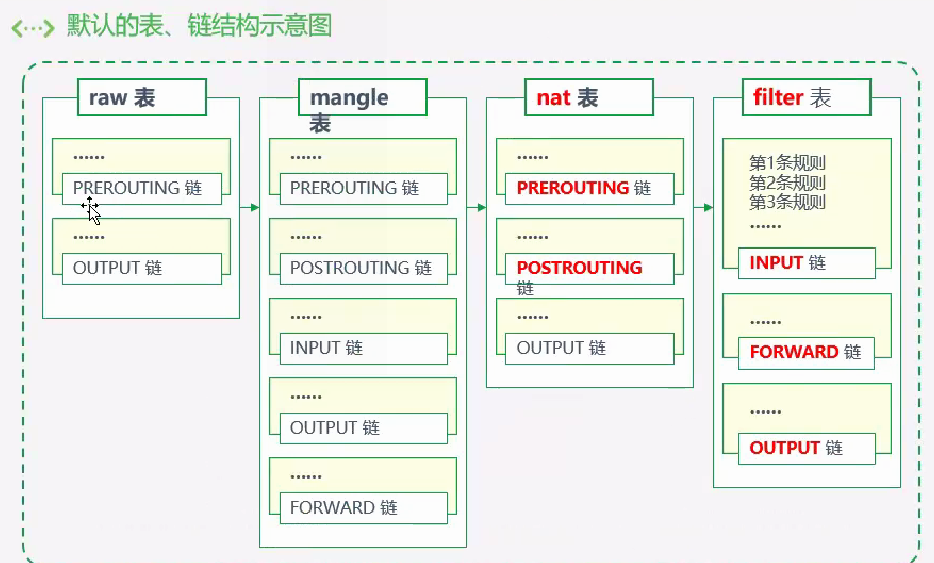 默认的表、链结构示意图
raw 表
……
PREROUTING 链
……
OUTPUT 链
mangle
表
……
PREROUTING 链
……
POSTROUTING 链
……
INPUT 链
……
OUTPUT 链
……
FORWARD 链
nat 表
……
PREROUTING 链
……
POSTROUTING
链
……
OUTPUT 链
filter 表
第1条规则
第2条规则
第3条规则
……
INPUT 链
……
FORWARD 链
……
OUTPUT 链